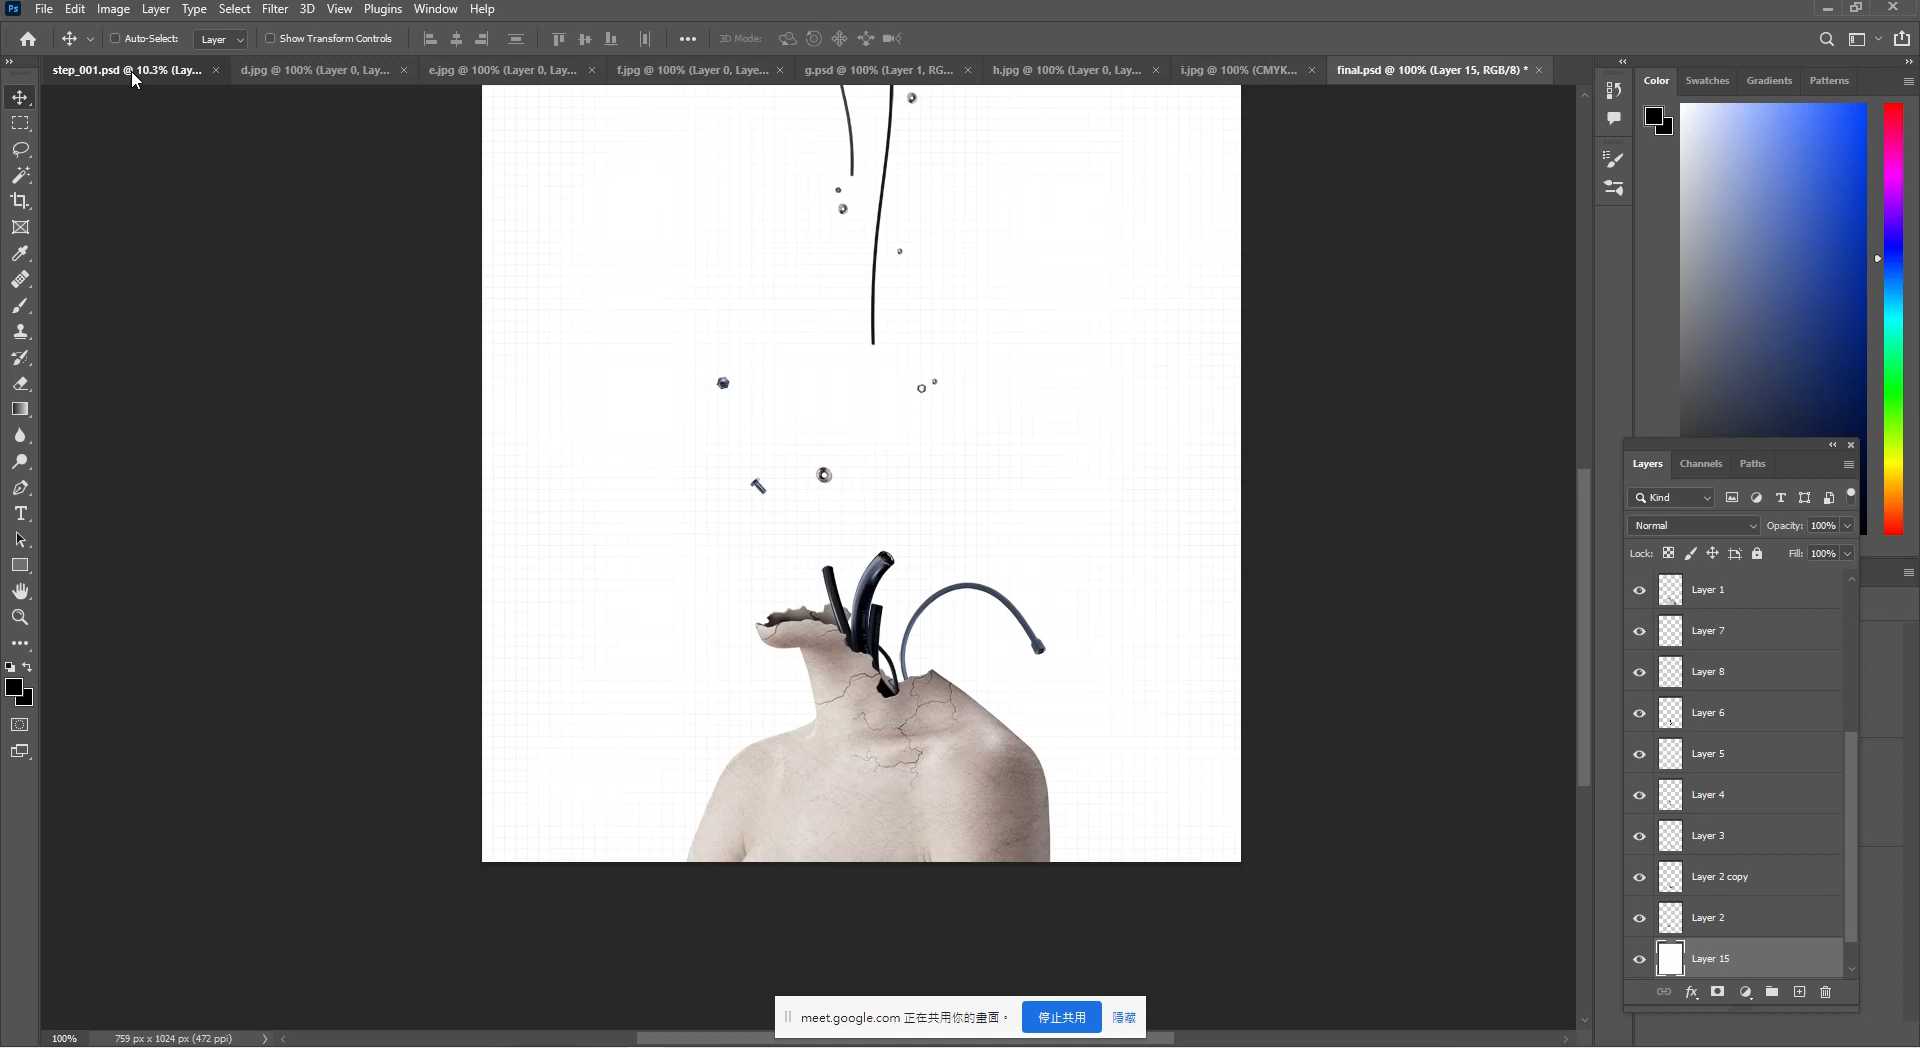 Ps File Edit Image Layer Type Select Filter 3D View Plugins Window Help
Auto-Select: Layer Show Transform Controls 3D Mode:
step_001.psd @ 10.3% (Lay... × d.jpg @ 100% (Layer 0, Lay... × e.jpg @ 100% (Layer 0, Lay... × f.jpg @ 100% (Layer 0, Laye... × g.psd @ 100% (Layer 1, RG... × h.jpg @ 100% (Layer 0, Lay... × i.jpg @ 100% (CMYK... × final.psd @ 100% (Layer 15, RGB/8) * ×
Color Swatches Gradients Patterns
Layers Channels Paths
Kind
Normal Opacity: 100%
Lock: Fill: 100%
Layer 1
Layer 7
Layer 8
Layer 6
Layer 5
Layer 4
Layer 3
Layer 2 copy
Layer 2
Layer 15
meet.google.com 正在共用你的畫面。 停止共用 隱藏
100% 759 px x 1024 px (472 ppi)